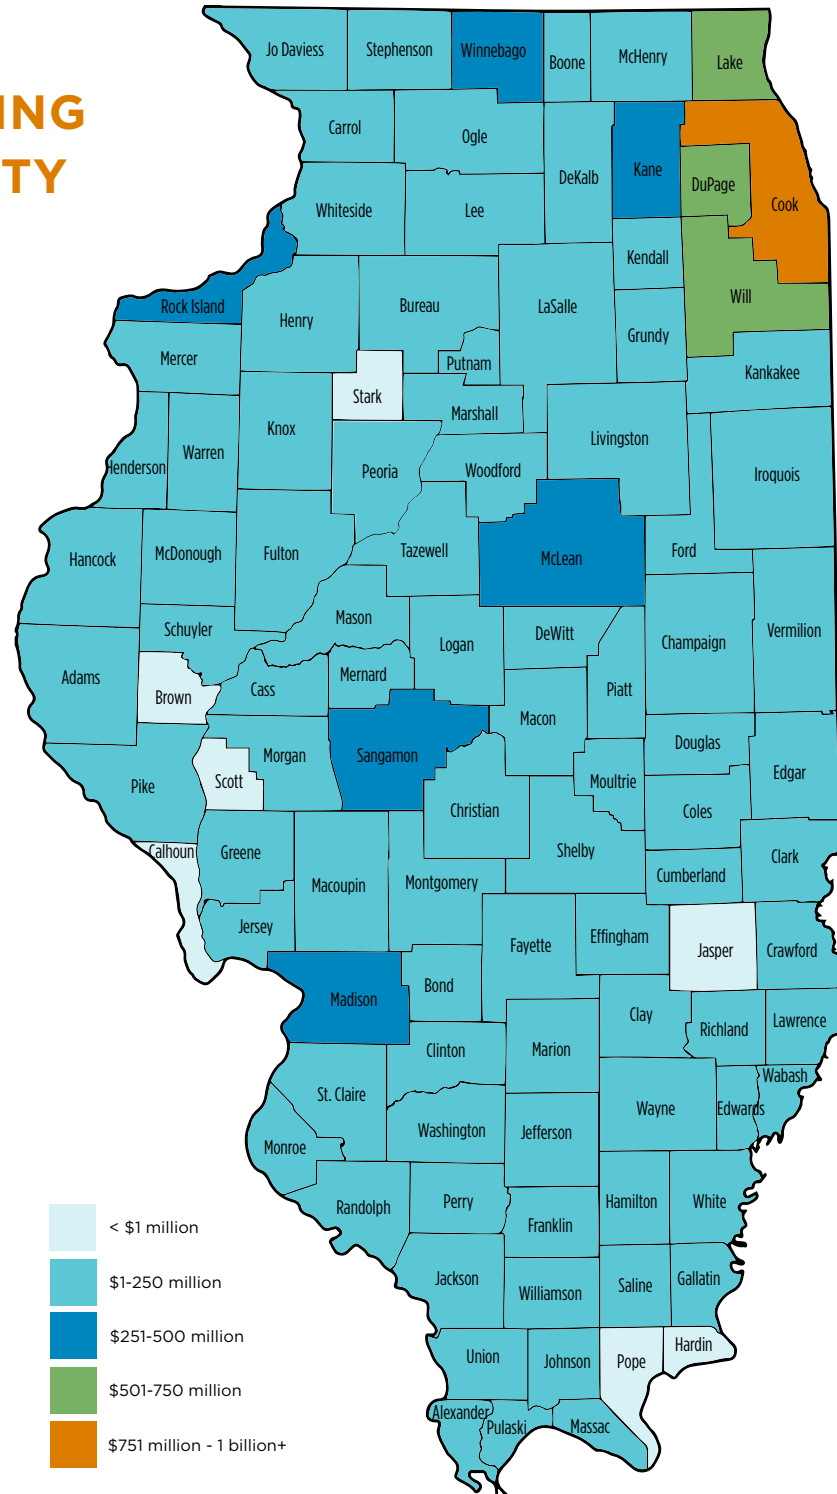 ING
TY
Jo Daviess
Stephenson
Winnebago
Boone
McHenry
Lake
Carrol
Ogle
DeKalb
Kane
DuPage
Cook
Whiteside
Lee
Kendall
Rock Island
Henry
Bureau
LaSalle
Will
Grundy
Mercer
Putnam
Kankakee
Stark
Marshall
Henderson
Warren
Knox
Peoria
Woodford
Livingston
Iroquois
Hancock
McDonough
Fulton
Tazewell
McLean
Ford
Schuyler
Mason
Logan
DeWitt
Champaign
Vermilion
Adams
Brown
Cass
Mernard
Piatt
Macon
Pike
Scott
Morgan
Sangamon
Moultrie
Douglas
Edgar
Christian
Coles
Calhoun
Greene
Macoupin
Montgomery
Shelby
Cumberland
Clark
Jersey
Fayette
Effingham
Jasper
Crawford
Madison
Bond
Clay
Richland
Lawrence
Clinton
Marion
Wabash
St. Claire
Wayne
Edwards
Monroe
Washington
Jefferson
Randolph
Perry
Franklin
Hamilton
White
Jackson
Williamson
Saline
Gallatin
Union
Johnson
Pope
Hardin
Alexander
Pulaski
Massac
< $1 million
$1-250 million
$251-500 million
$501-750 million
$751 million - 1 billion+